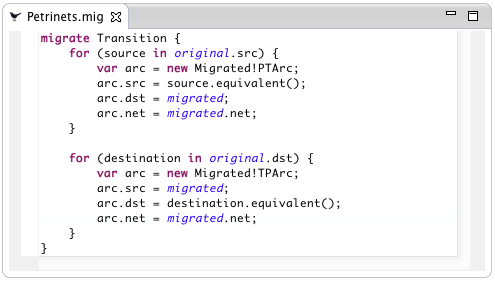 Petrinets.mig
migrate Transition {
    for (source in original.src) {
        var arc = new Migrated!PTArc;
        arc.src = source.equivalent();
        arc.dst = migrated;
        arc.net = migrated.net;
    }

    for (destination in original.dst) {
        var arc = new Migrated!TPArc;
        arc.src = migrated;
        arc.dst = destination.equivalent();
        arc.net = migrated.net;
    }
}